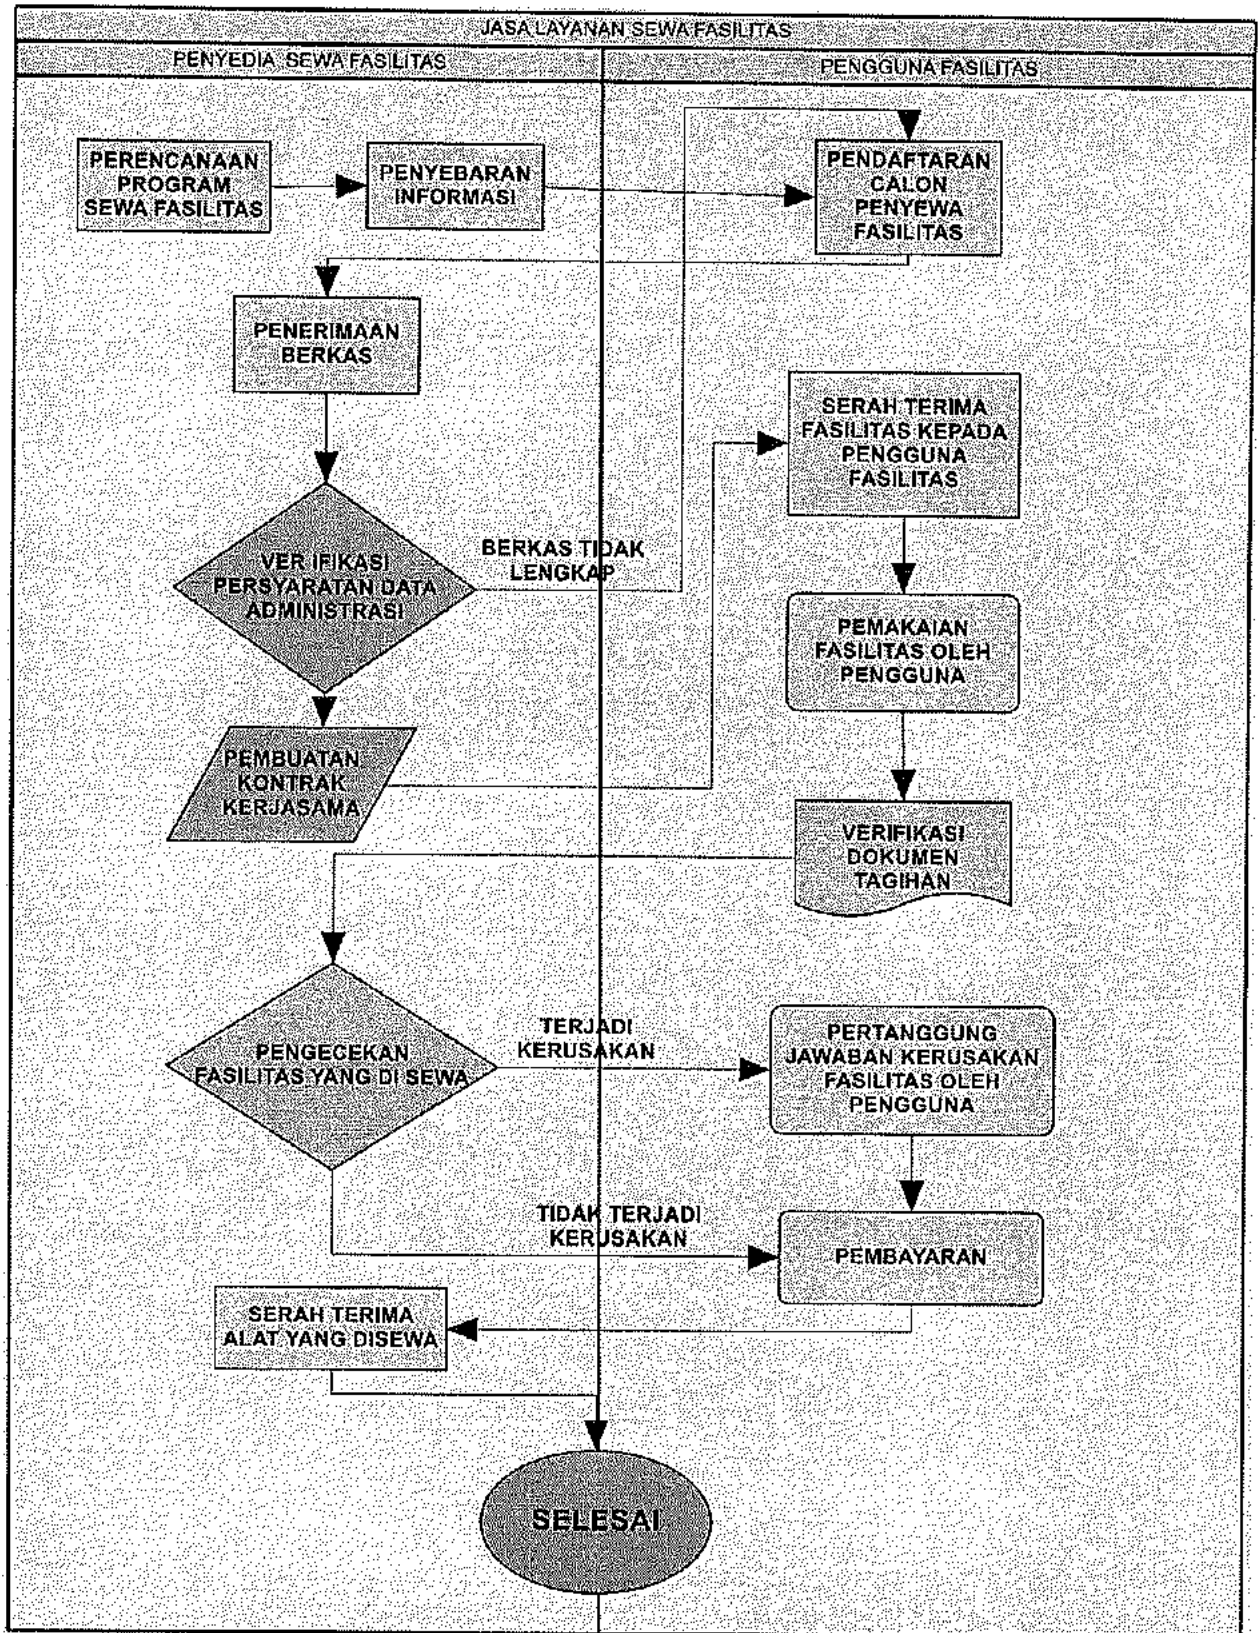 JASA LAYANAN SEWA FASILITAS
PENYEDIA SEWA FASILITAS
PENGGUNA FASILITAS
PERENCANAAN
PROGRAM
SEWA FASILITAS
PENYEBARAN
INFORMASI
PENDAFTARAN
CALON
PENYEWA
FASILITAS
PENERIMAAN
BERKAS
SERAH TERIMA
FASILITAS KEPADA
PENGGUNA
FASILITAS
VER IFIKASI
PERSYARATAN DATA
ADMINISTRASI
BERKAS TIDAK
LENGKAP
PEMAKAIAN
FASILITAS OLEH
PENGGUNA
PEMBUATAN
KONTRAK
KERJASAMA
VERIFIKASI
DOKUMEN
TAGIHAN
PENGECEKAN
FASILITAS YANG DI SEWA
TERJADI
KERUSAKAN
PERTANGGUNG
JAWABAN KERUSAKAN
FASILITAS OLEH
PENGGUNA
TIDAK TERJADI
KERUSAKAN
PEMBAYARAN
SERAH TERIMA
ALAT YANG DISEWA
SELESAI